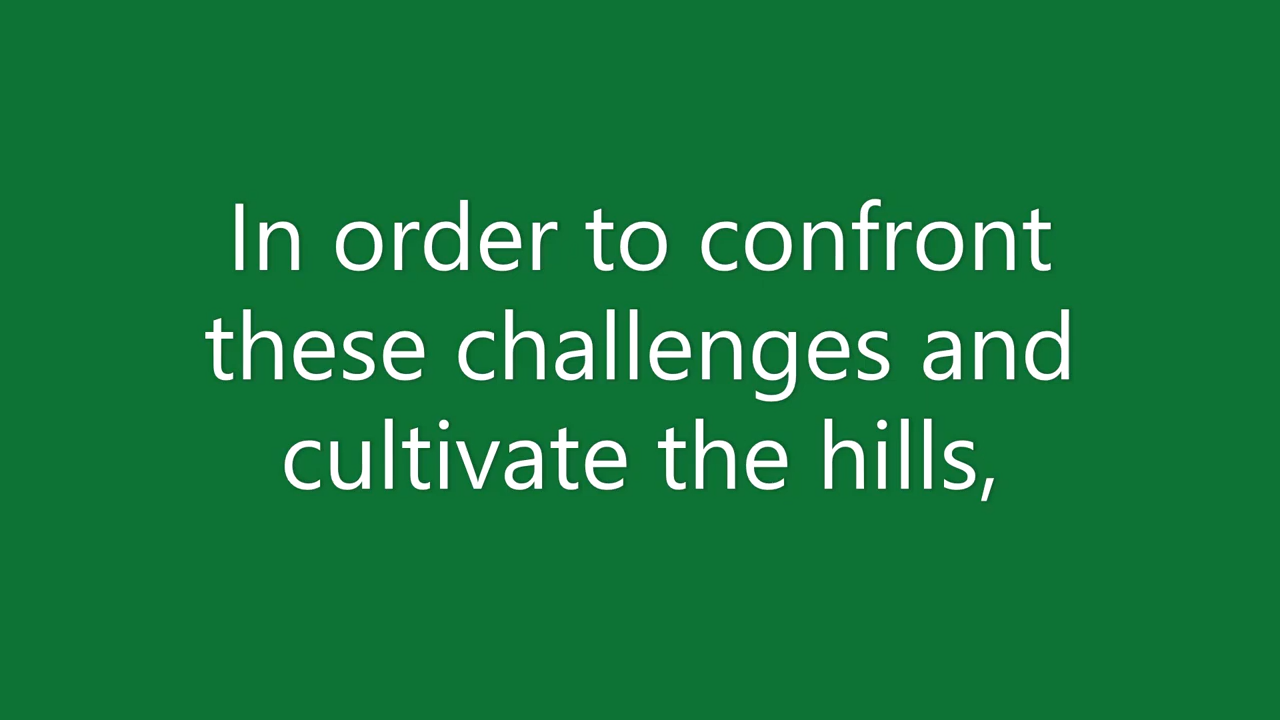 In order to confront
these challenges and
cultivate the hills,